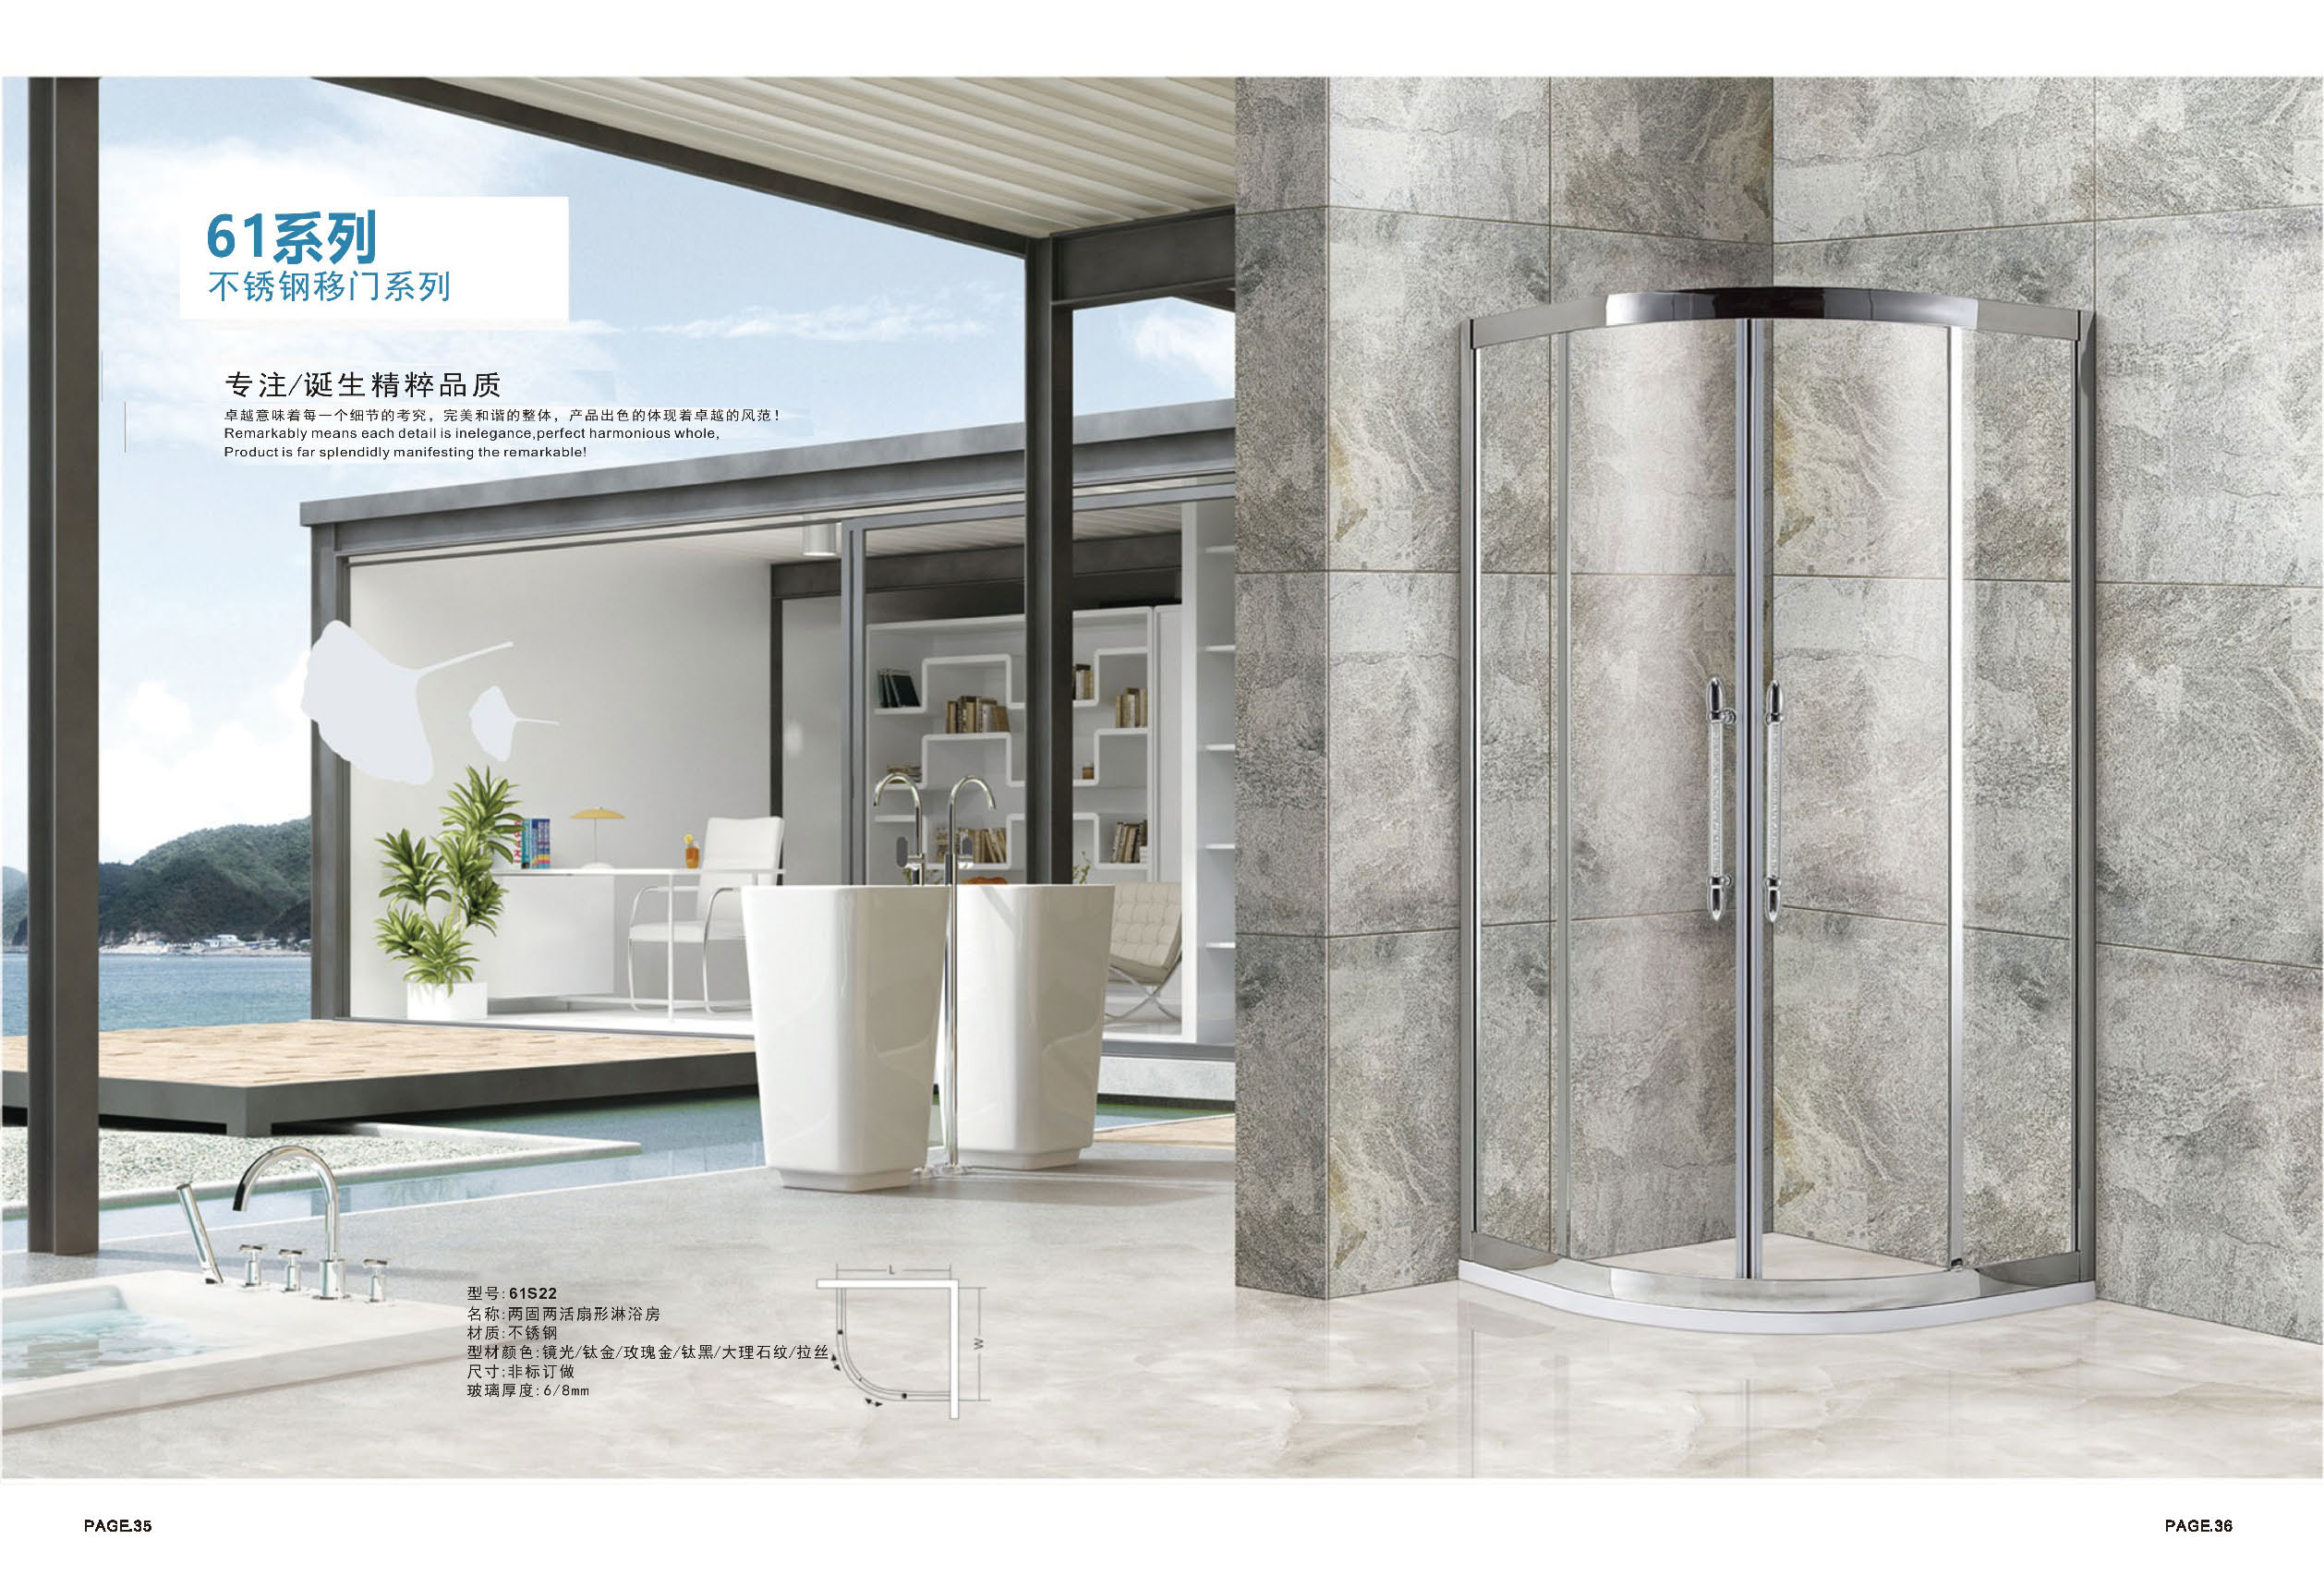 61系列
不锈钢移门系列
专注/诞生精粹品质
卓越意味着每一个细节的考究，完美和谐的整体，产品出色的体现着卓越的风范！
Remarkably means each detail is inelegance,perfect harmonious whole,
Product is far splendidly manifesting the remarkable!
型号:61S22
名称:两固两活扇形淋浴房
材质:不锈钢
型材颜色:镜光/钛金/玫瑰金/钛黑/大理石纹/拉丝
尺寸:非标订做
玻璃厚度:6/8mm
L
W
PAGE.35
PAGE.36